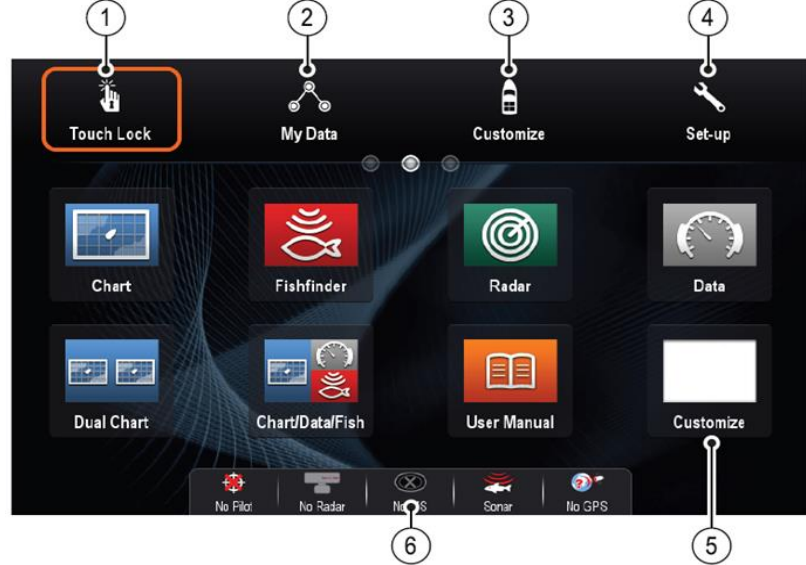 1 2 3 4
Touch Lock My Data Customize Set-up
Chart Fishfinder Radar Data
Dual Chart Chart/Data/Fish User Manual Customize
No Pilot No Radar No Sonar No GPS
6 5